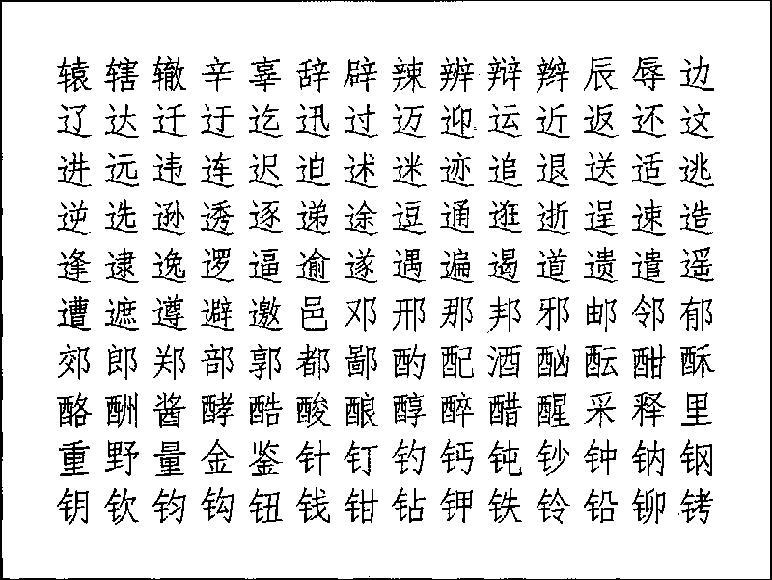 辕辖辙辛辜辞辟辣辨辩辫辰辱边
辽达迁迂迄迅过迈迎运近返还这
进远违连迟迫述迷迹追退送适逃
逆选逊透逐递途逗通逛逝逞速造
逢逮逸逻逼逾遂遇遍遏道遗遣遥
遭遮遵避邀邑邓邢那邦邪邮邻郁
郊郎郑部郭都鄙酌配酒酗酝酣酥
酪酬酱酵酷酸酿醇醉醋醒采释里
重野量金鉴针钉钓钙钝钞钟钠钢
钥钦钧钩钮钱钳钻钾铁铃铅铆铐